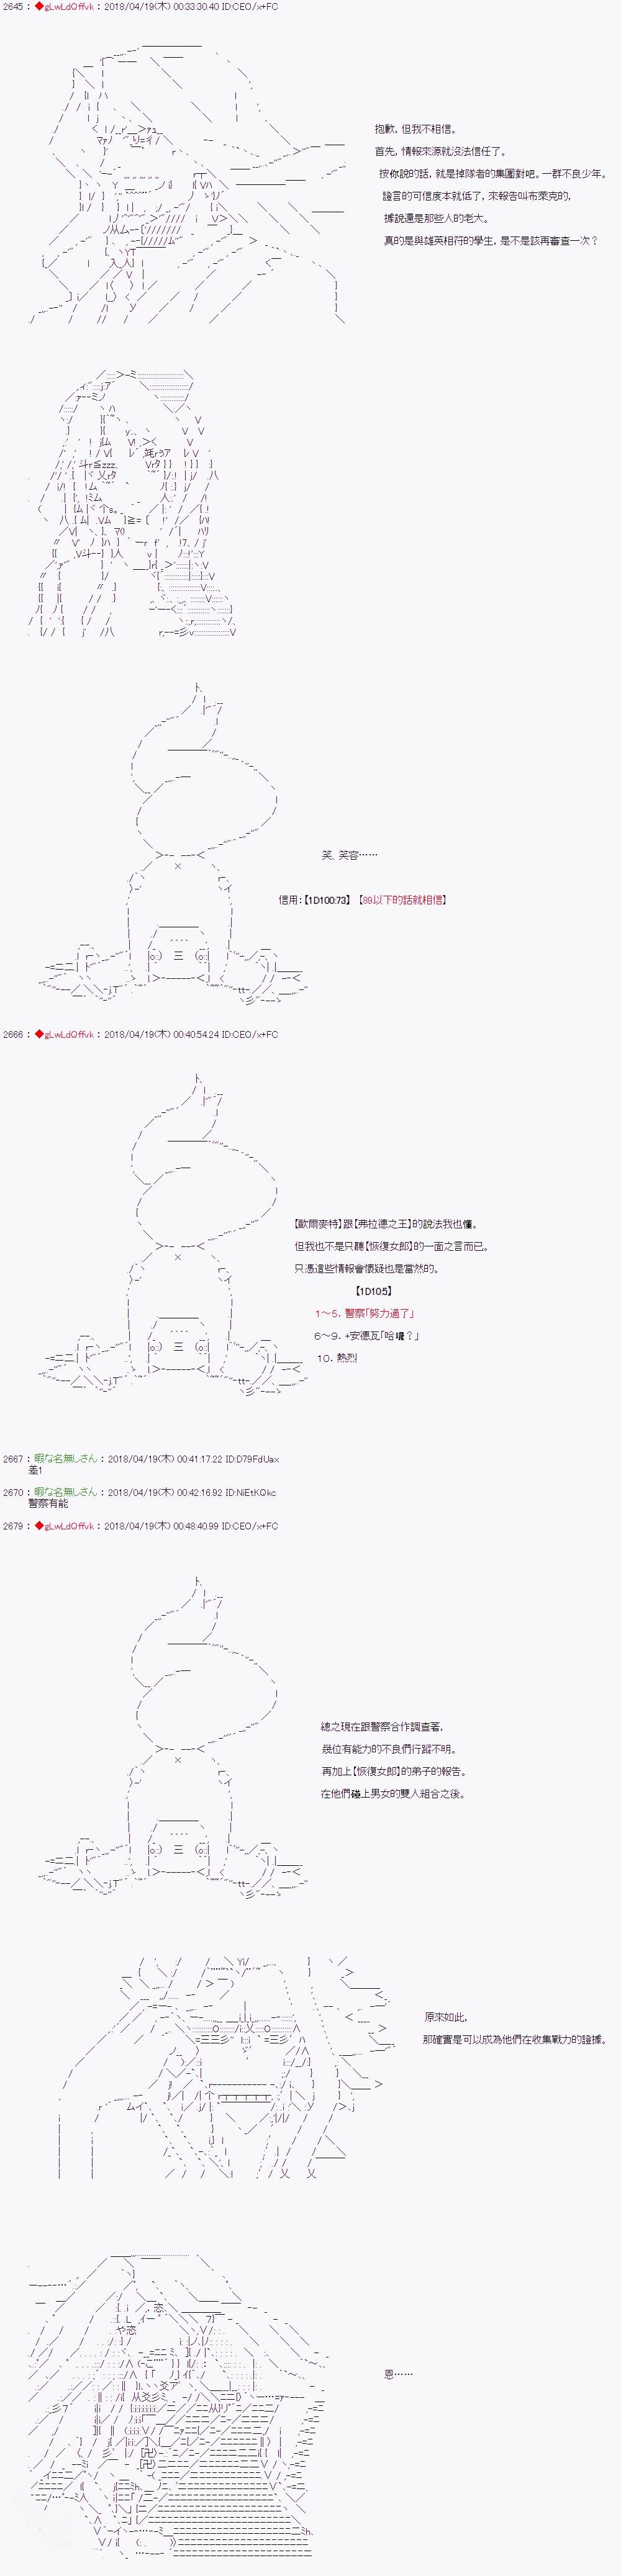 2645 : ◆gLwLdQffvk : 2018/04/19(木) 00:33:30.40 ID:CEO/x+FC
抱歉，但我不相信。
首先，情報來源就沒法信任了。
按你說的話，就是掉隊者的集團對吧。一群不良少年。
證言的可信度本就低了，來報告叫布萊克的，
據說還是那些人的老大。
真的是與雄英相符的學生，是不是該再審查一次？
笑、笑容……
信用：【1D100:73】 【89以下的話就相信】
2666 : ◆gLwLdQffvk : 2018/04/19(木) 00:40:54.24 ID:CEO/x+FC
【歐爾麥特】跟【弗拉德之王】的說法我也懂。
但我也不是只聽【恢復女郎】的一面之言而已。
只憑這些情報會懷疑也是當然的。
【1D10:5】
1～5．警察「努力過了」
6～9．+安德瓦「哈囉？」
10．熱烈!
2667 : 暇な名無しさん : 2018/04/19(木) 00:41:17.22 ID:D79FdUax
差1
2670 : 暇な名無しさん : 2018/04/19(木) 00:42:16.92 ID:NiEtKQkc
警察有能
2679 : ◆gLwLdQffvk : 2018/04/19(木) 00:48:40.99 ID:CEO/x+FC
總之現在跟警察合作調查著，
幾位有能力的不良們行蹤不明。
再加上【恢復女郎】的弟子的報告。
在他們碰上男女的雙人組合之後。
原來如此，
那確實是可以成為他們在收集戰力的證據。
恩……